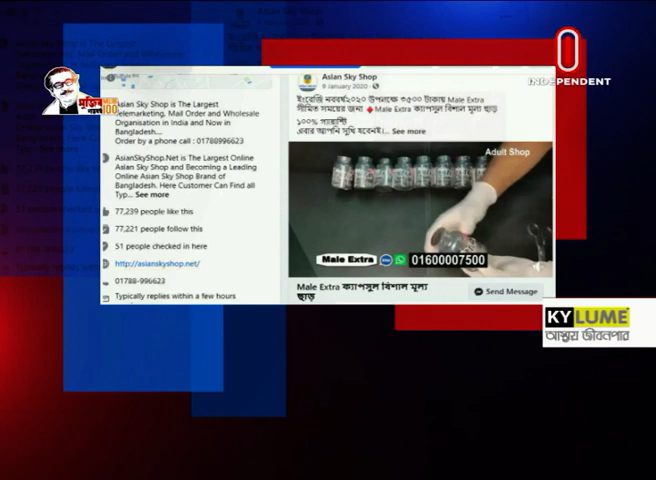 INDEPENDENT
মুজিব
100
Asian Sky Shop is The Largest
Telemarketing, Mail Order and Wholesale
Organisation in India and Now in
Bangladesh....
Order by a phone call : 01788996623
AsianSkyShop.Net is The Largest Online
Asian Sky Shop and Becoming a Leading
Online Asian Sky Shop Brand of
Bangladesh. Here Customer Can Find all
Typ... See more
77,239 people like this
77,221 people follow this
51 people checked in here
http://asianskyshop.net/
01788-996623
Typically replies within a few hours
Asian Sky Shop
9 January 2020
ইংরেজি নববর্ষ২০২০ উপলক্ষে ৩৫০০ টাকায় Male Extra
সীমিত সময়ের জন্য Male Extra ক্যাপসুল বিশাল মূল্য ছাড়
১০০% গ্যারান্টি
এবার আপনি সুখি হবেনই।... See more
Adult Shop
Male Extra
01600007500
Male Extra ক্যাপসুল বিশাল মূল্য
ছাড়
Send Message
KYLUME
আস্থায় জীবনপার